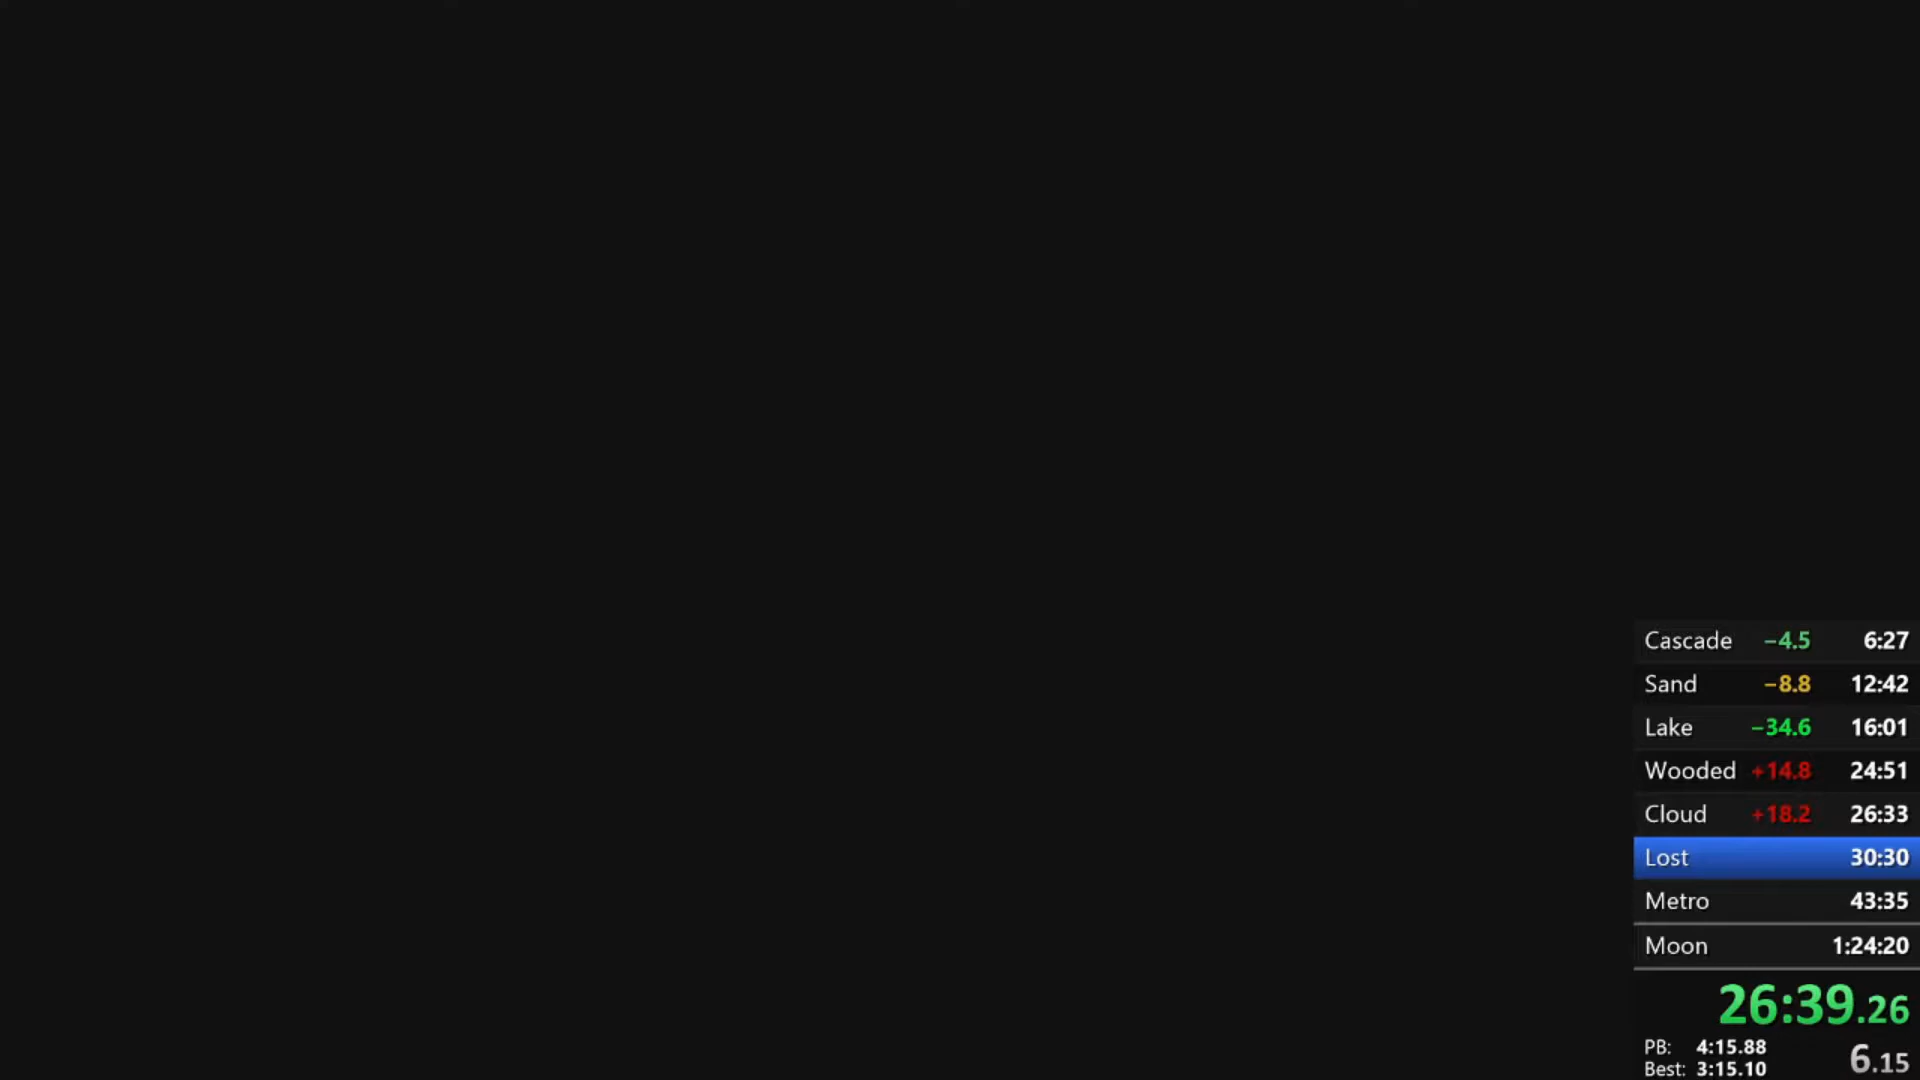 Cascade −4.5 6:27
Sand −8.8 12:42
Lake −34.6 16:01
Wooded +14.8 24:51
Cloud +18.2 26:33
Lost 30:30
Metro 43:35
Moon 1:24:20
26:39.26
PB: 4:15.88
Best: 3:15.10 6.15